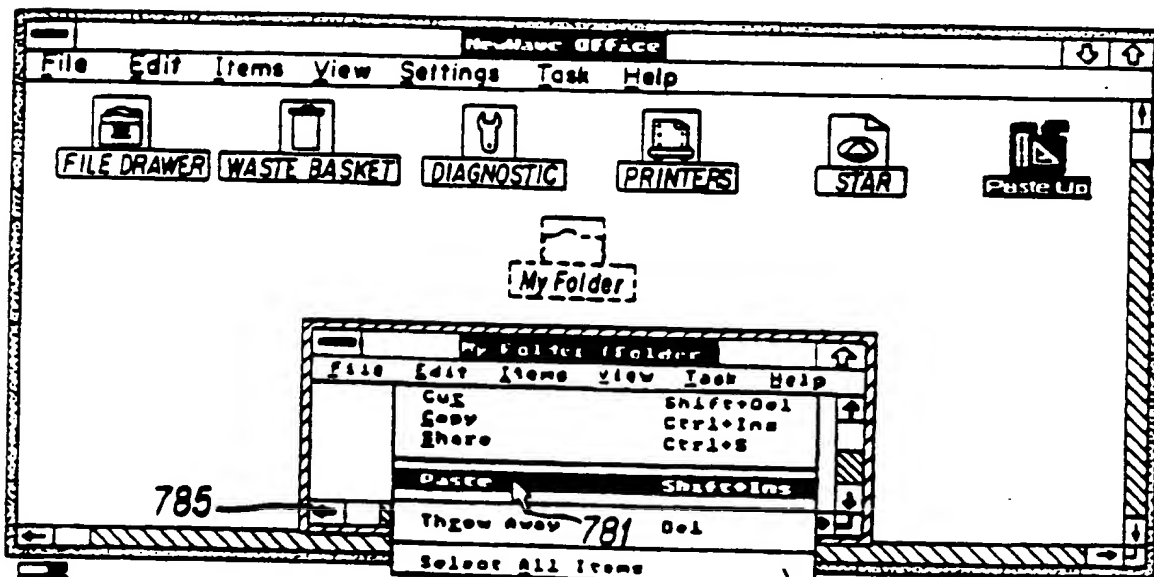 NewWave Office
File Edit Items View Settings Task Help
FILE DRAWER WASTE BASKET DIAGNOSTIC PRINTERS STAR Paste Up
My Folder
My Folder (Folder
File Edit Items View Task Help
Cut Shift+Del
Copy Ctrl+Ins
Share Ctrl+S
Paste Shift+Ins
785
Throw Away 781 Del
Select All Items